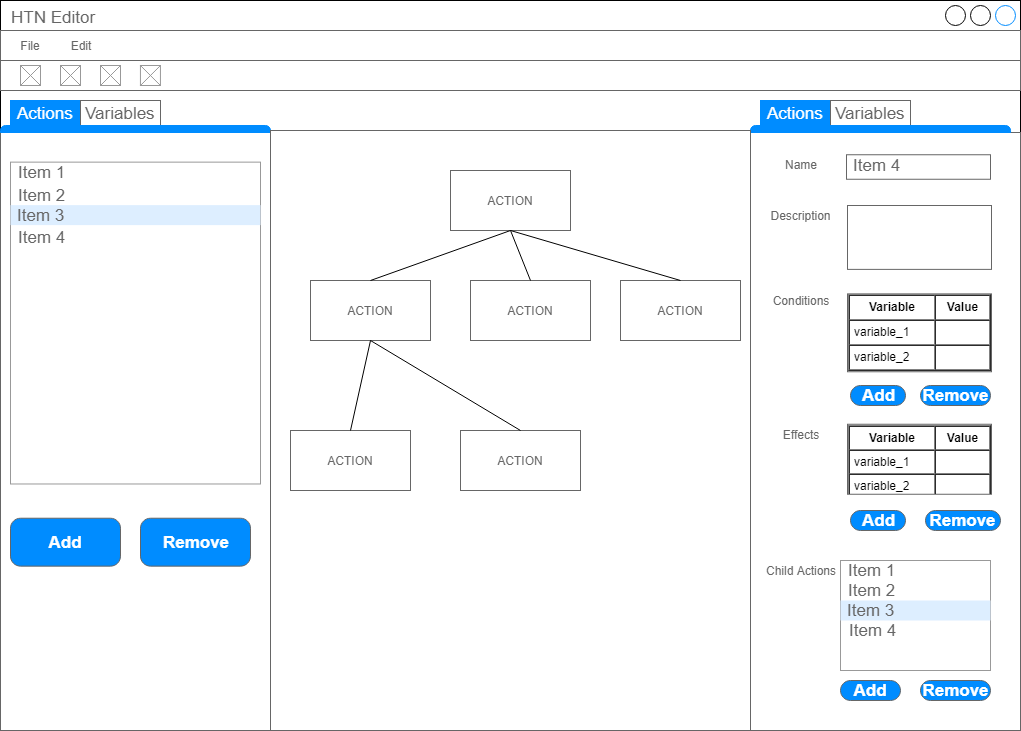 HTN Editor
File Edit
Actions Variables
Item 1
Item 2
Item 3
Item 4
Add Remove
ACTION
ACTION ACTION ACTION
ACTION ACTION
Actions Variables
Name Item 4
Description
Conditions
Variable Value
variable_1
variable_2
Add Remove
Effects
Variable Value
variable_1
variable_2
Add Remove
Child Actions
Item 1
Item 2
Item 3
Item 4
Add Remove